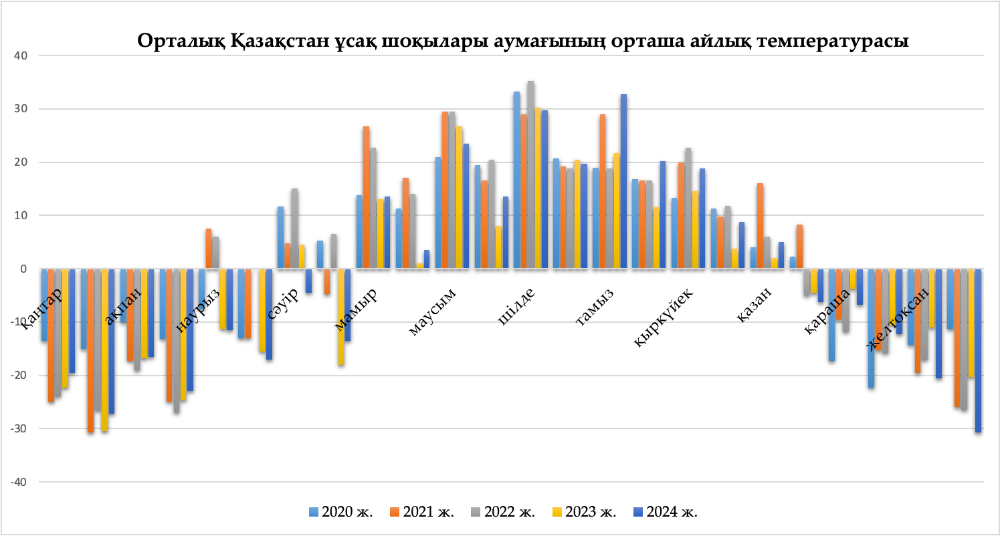 Орталық Қазақстан ұсақ шоқылары аумағының орташа айлық температурасы
40
30
20
10
0
-10
-20
-30
-40
қаңтар
ақпан
наурыз
сәуір
мамыр
маусым
шілде
тамыз
қыркүйек
қазан
қараша
желтоқсан
2020 ж.
2021 ж.
2022 ж.
2023 ж.
2024 ж.